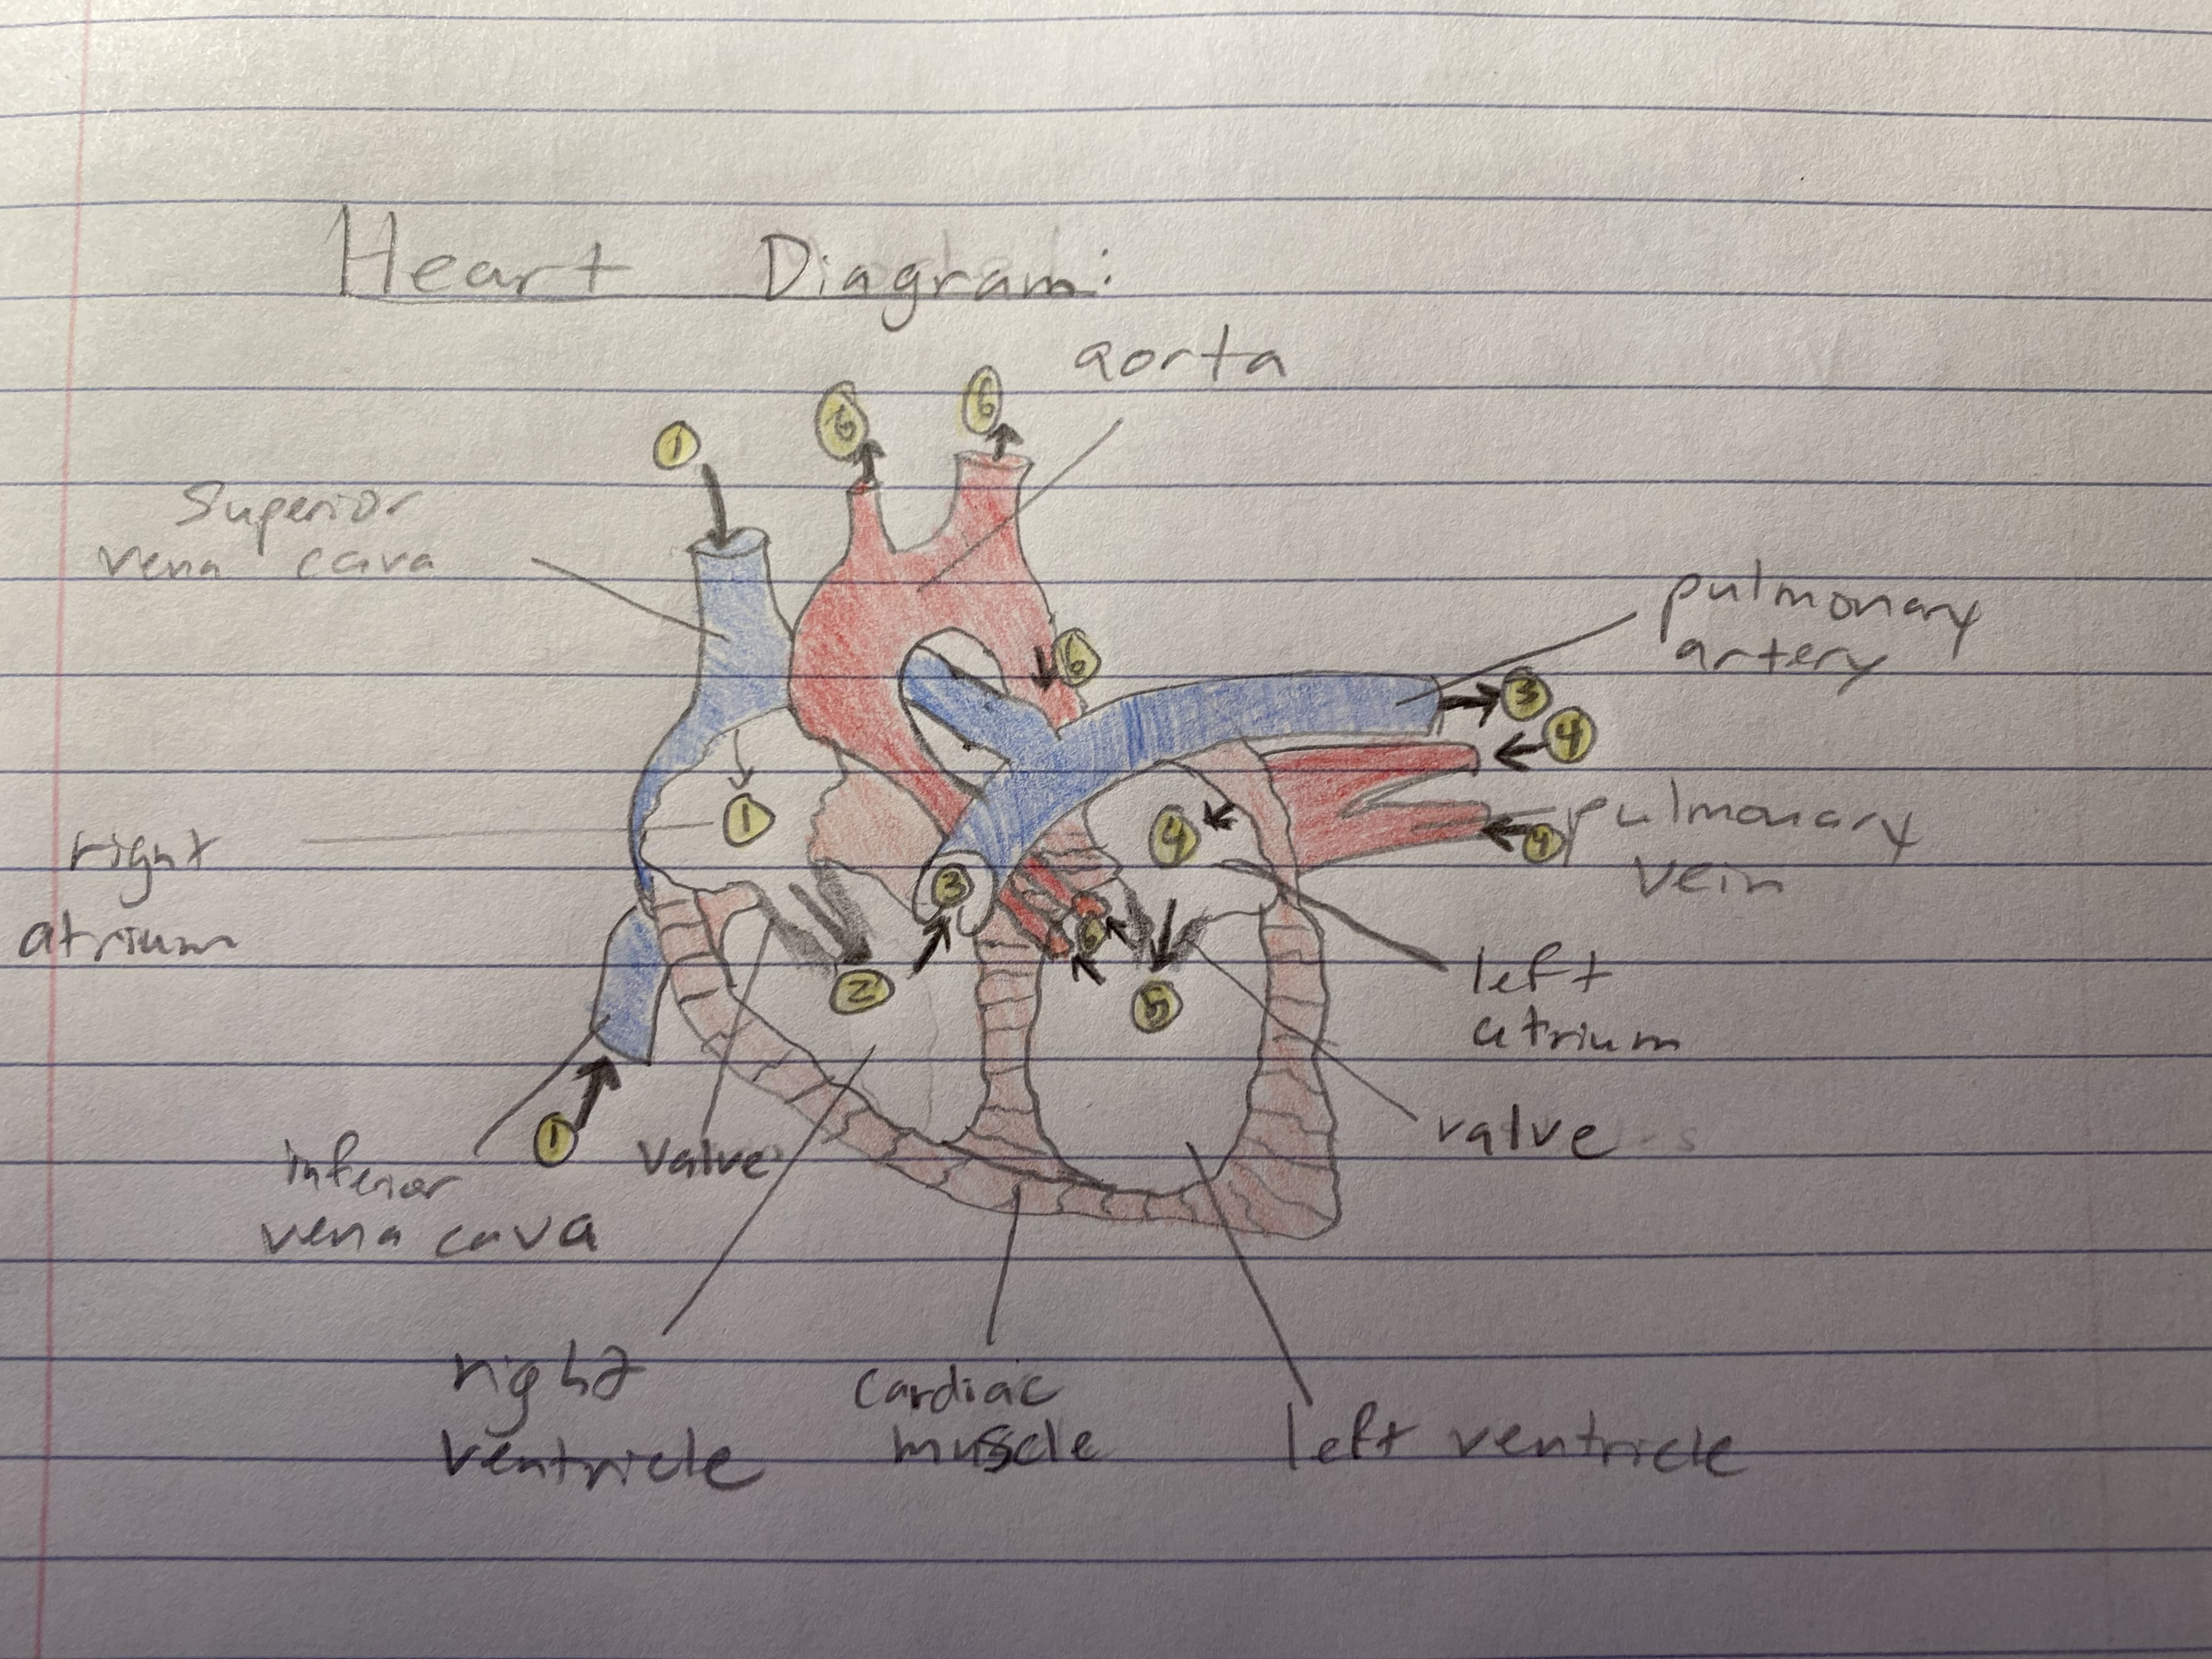 Heart Diagram:
aorta
6
6
1
Superior
vena cava
pulmonary
artery
6
3
4
1
4
pulmonary
vein
4
right
atrium
3
6
2
5
left
atrium
1
valve
valve
inferior
vena cava
right
ventricle
cardiac
muscle
left ventricle